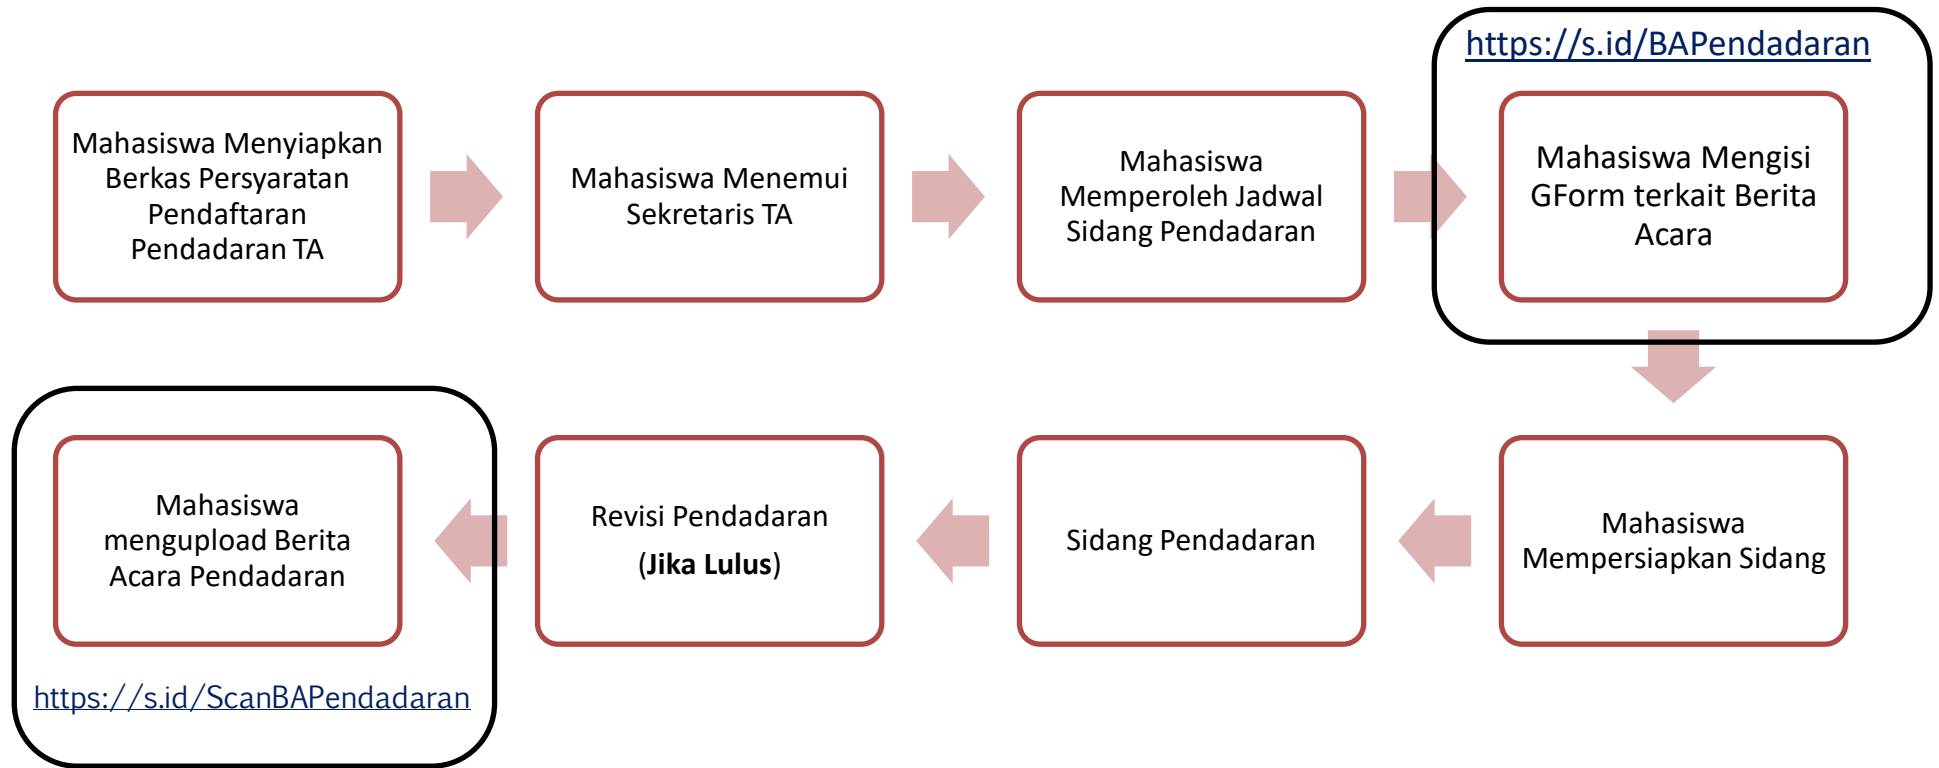 Mahasiswa Menyiapkan
Berkas Persyaratan
Pendaftaran
Pendadaran TA
Mahasiswa Menemui
Sekretaris TA
Mahasiswa
Memperoleh Jadwal
Sidang Pendadaran
https://s.id/BAPendadaran
Mahasiswa Mengisi
GForm terkait Berita
Acara
Mahasiswa
Mempersiapkan Sidang
Sidang Pendadaran
Revisi Pendadaran
(Jika Lulus)
Mahasiswa
mengupload Berita
Acara Pendadaran
https://s.id/ScanBAPendadaran